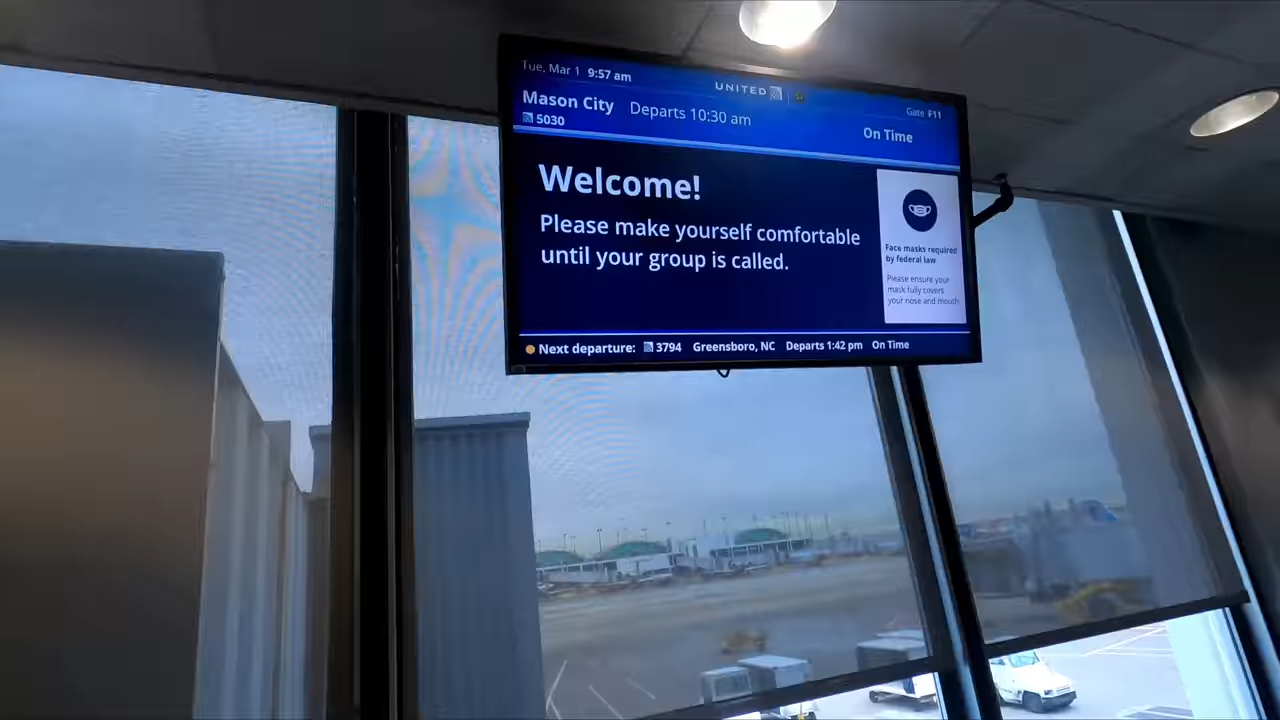 Tue, Mar 1 9:57 am
UNITED
Mason City Departs 10:30 am
Gate F11
5030
On Time
Welcome!
Please make yourself comfortable
until your group is called.
Face masks required
by federal law
Please ensure your
mask fully covers
your nose and mouth
Next departure: 3794 Greensboro, NC Departs 1:42 pm On Time